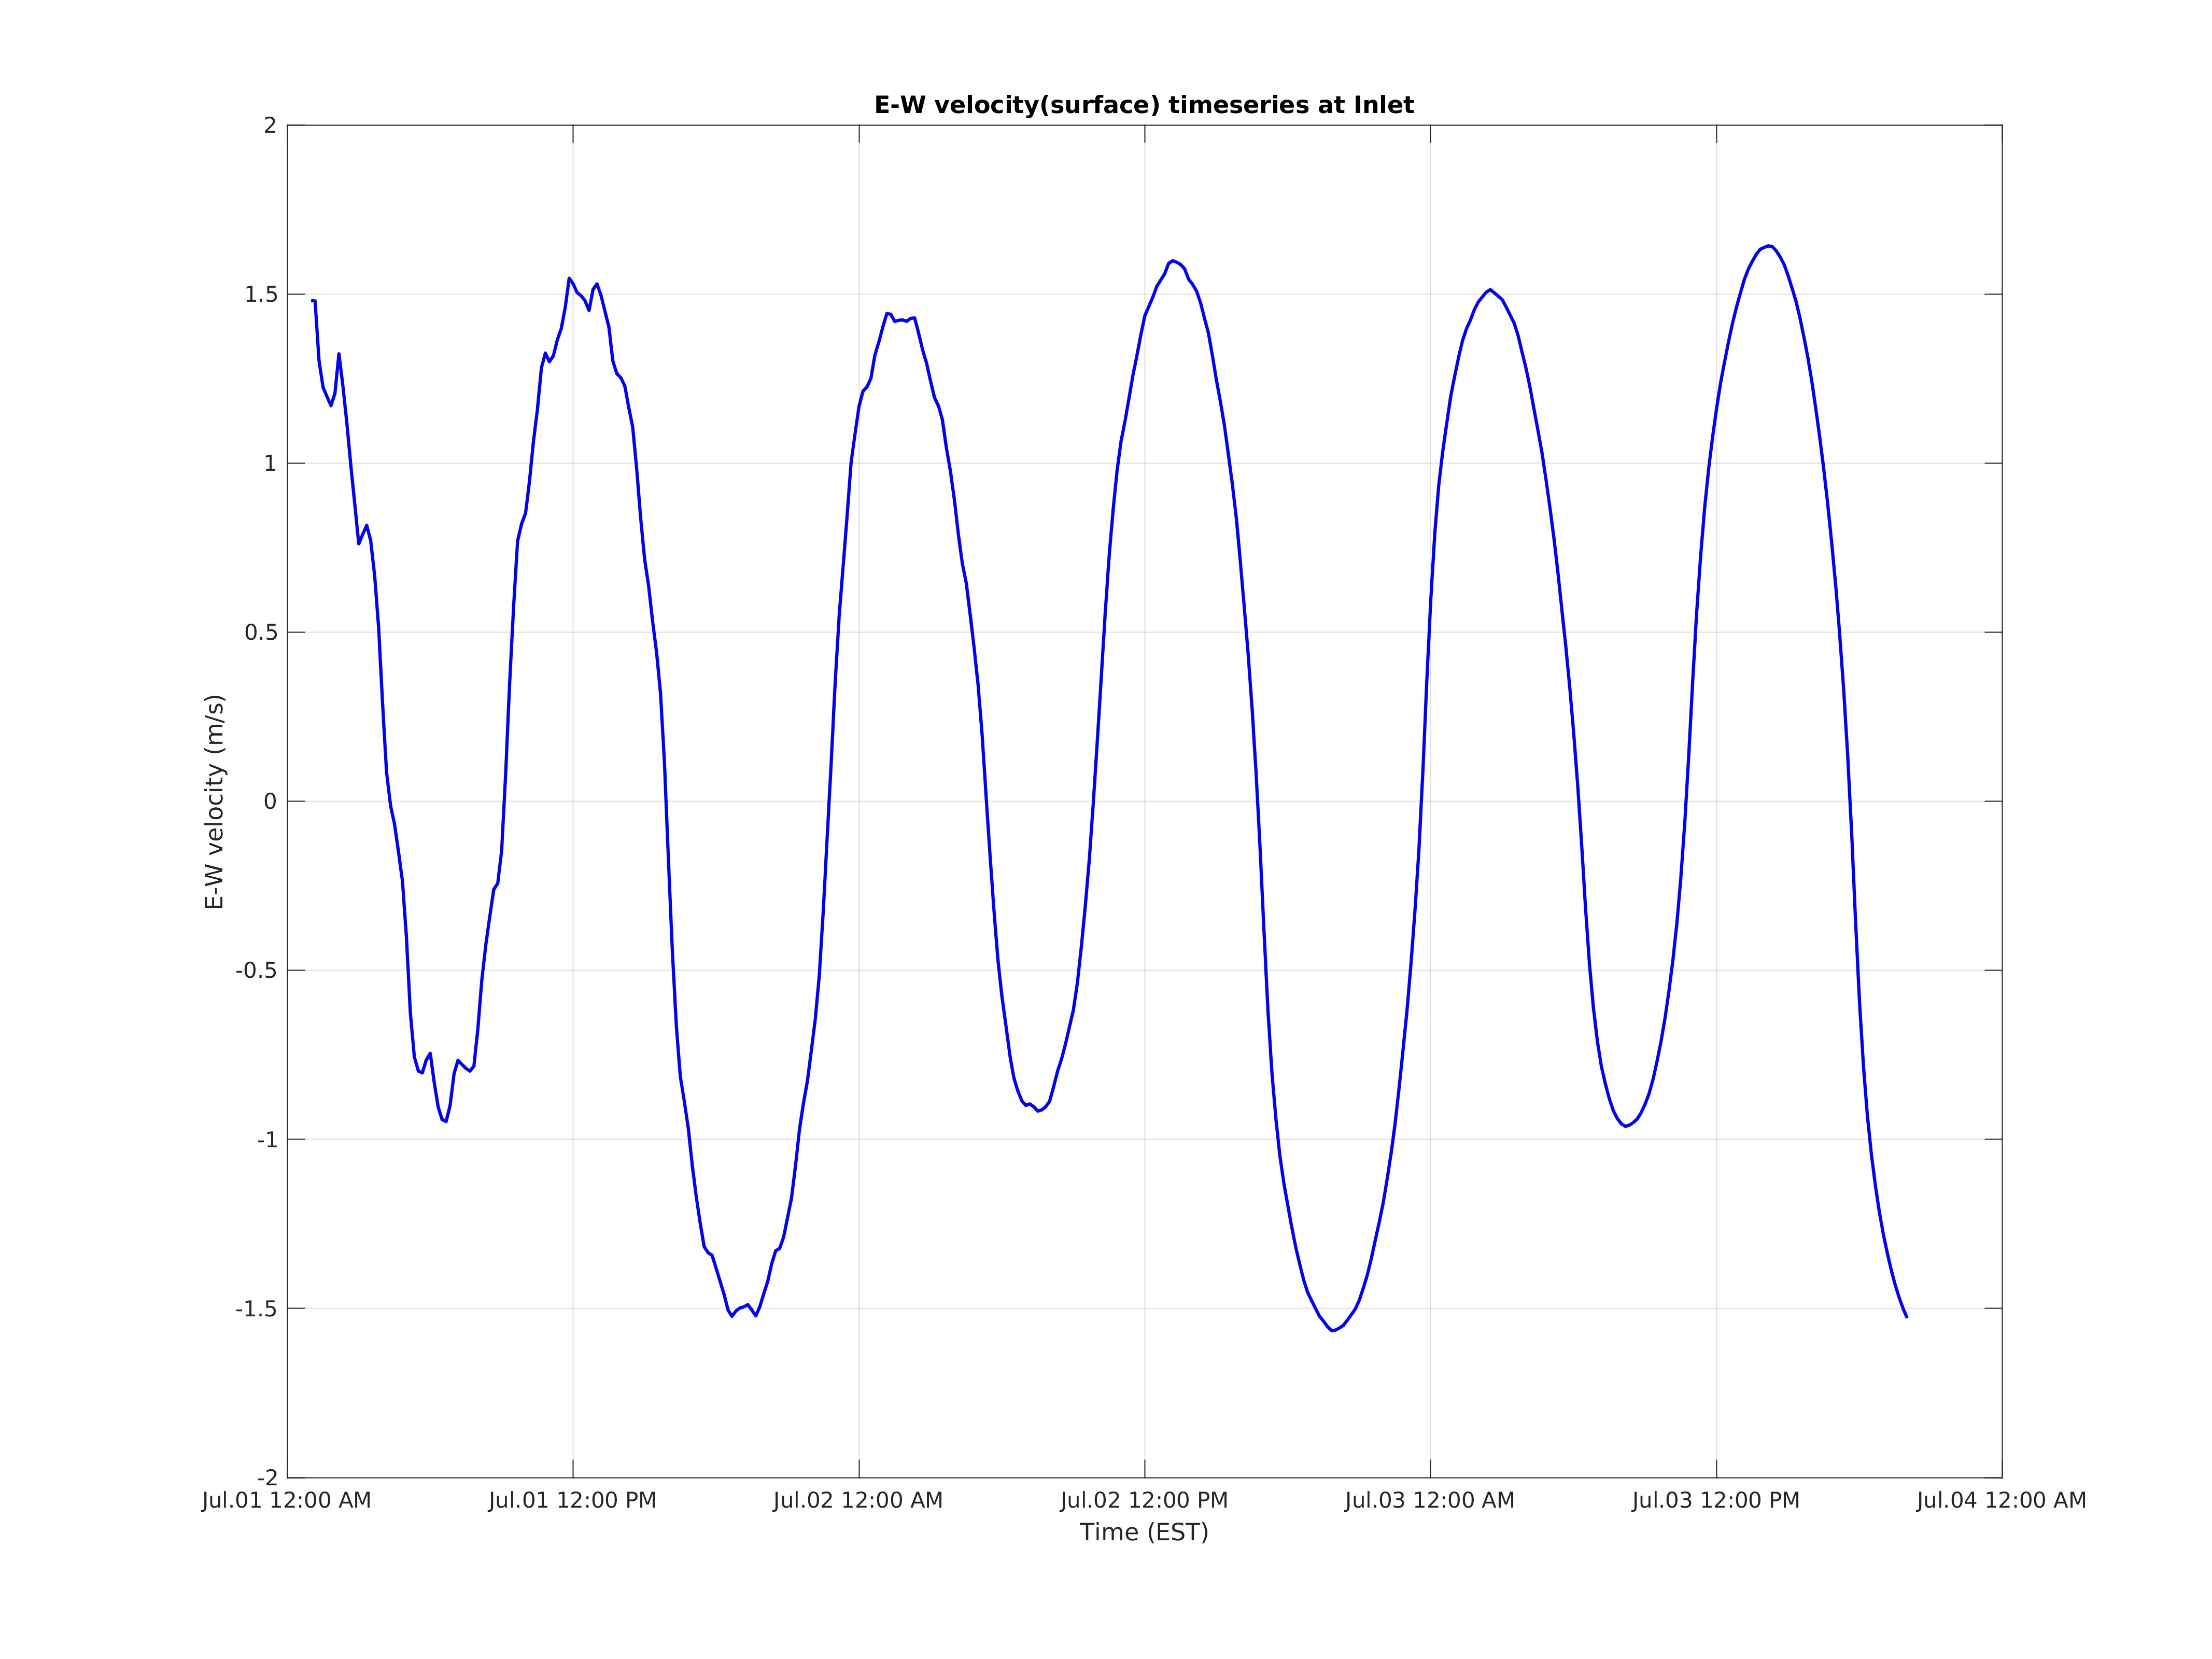 E-W velocity(surface) timeseries at Inlet
2
1.5
1
0.5
0
-0.5
-1
-1.5
-2
E-W velocity (m/s)
Jul.01 12:00 AM Jul.01 12:00 PM Jul.02 12:00 AM Jul.02 12:00 PM Jul.03 12:00 AM Jul.03 12:00 PM Jul.04 12:00 AM
Time (EST)